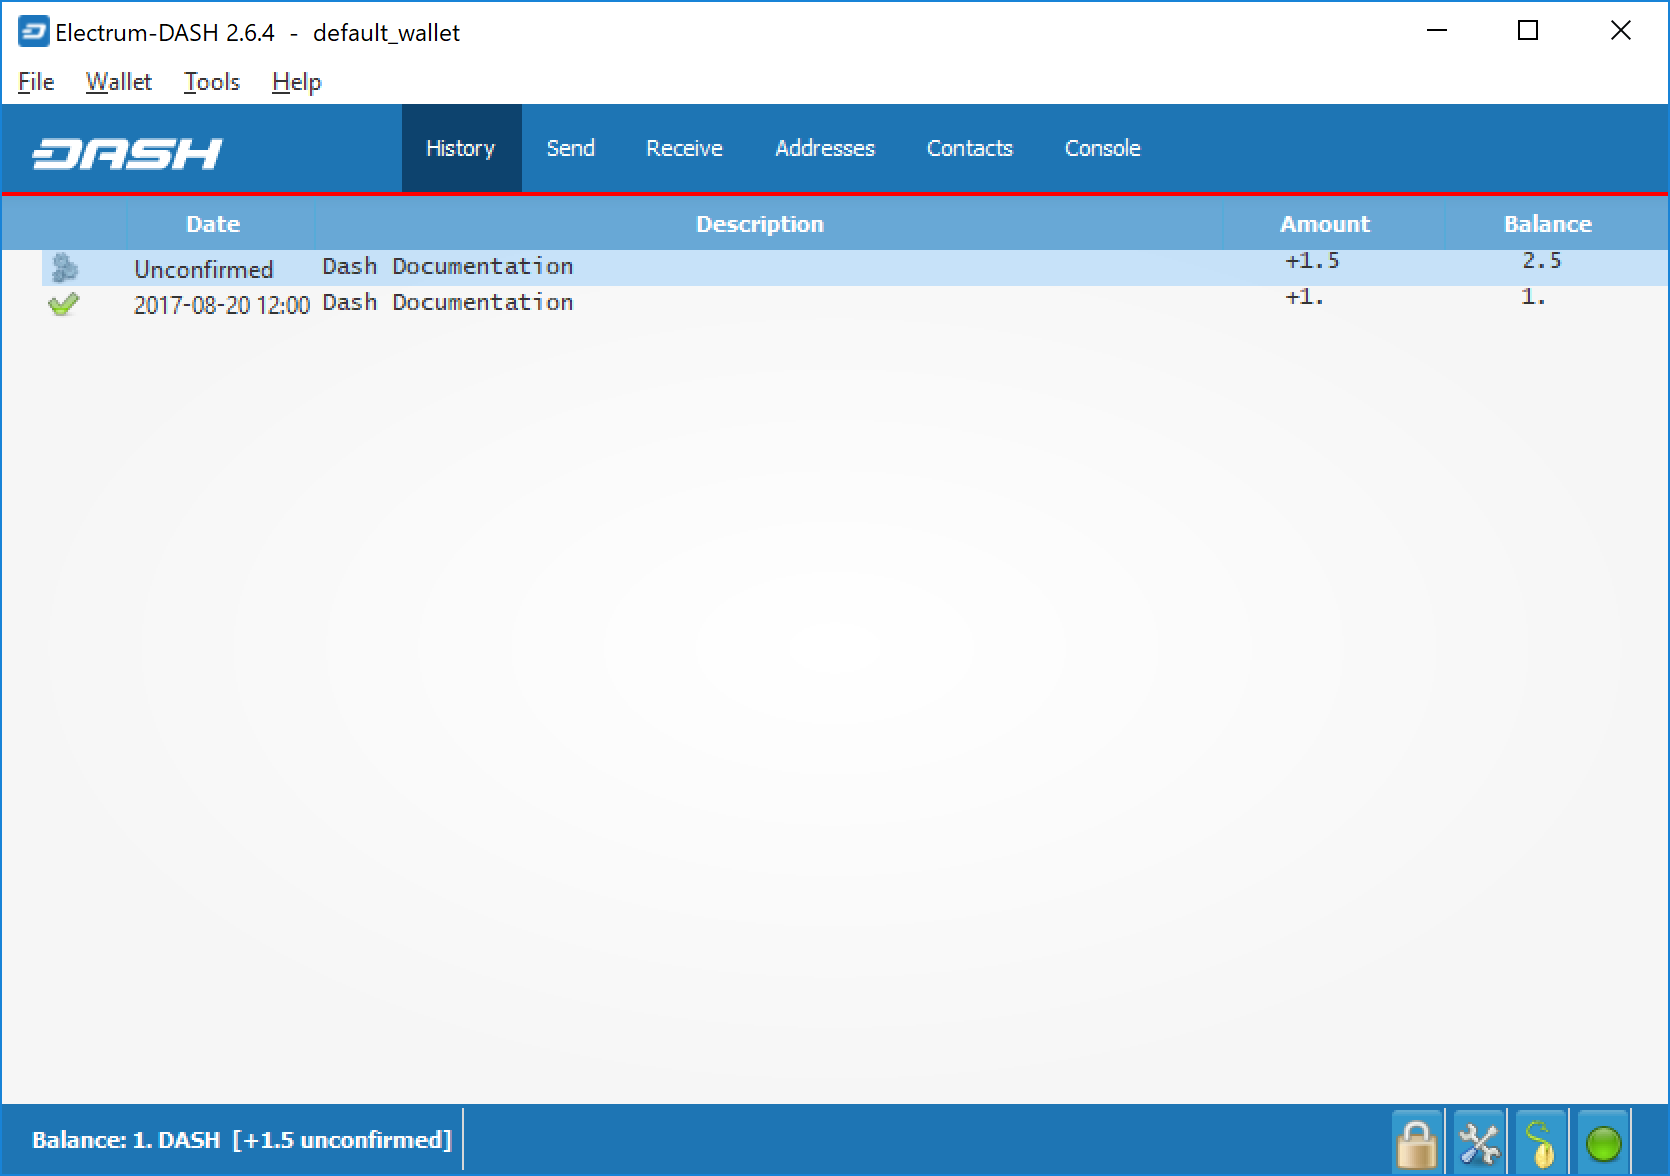 Electrum-DASH 2.6.4 - default_wallet
File Wallet Tools Help
DASH History Send Receive Addresses Contacts Console
Date Description Amount Balance
Unconfirmed Dash Documentation +1.5 2.5
2017-08-20 12:00 Dash Documentation +1. 1.
Balance: 1. DASH [+1.5 unconfirmed]